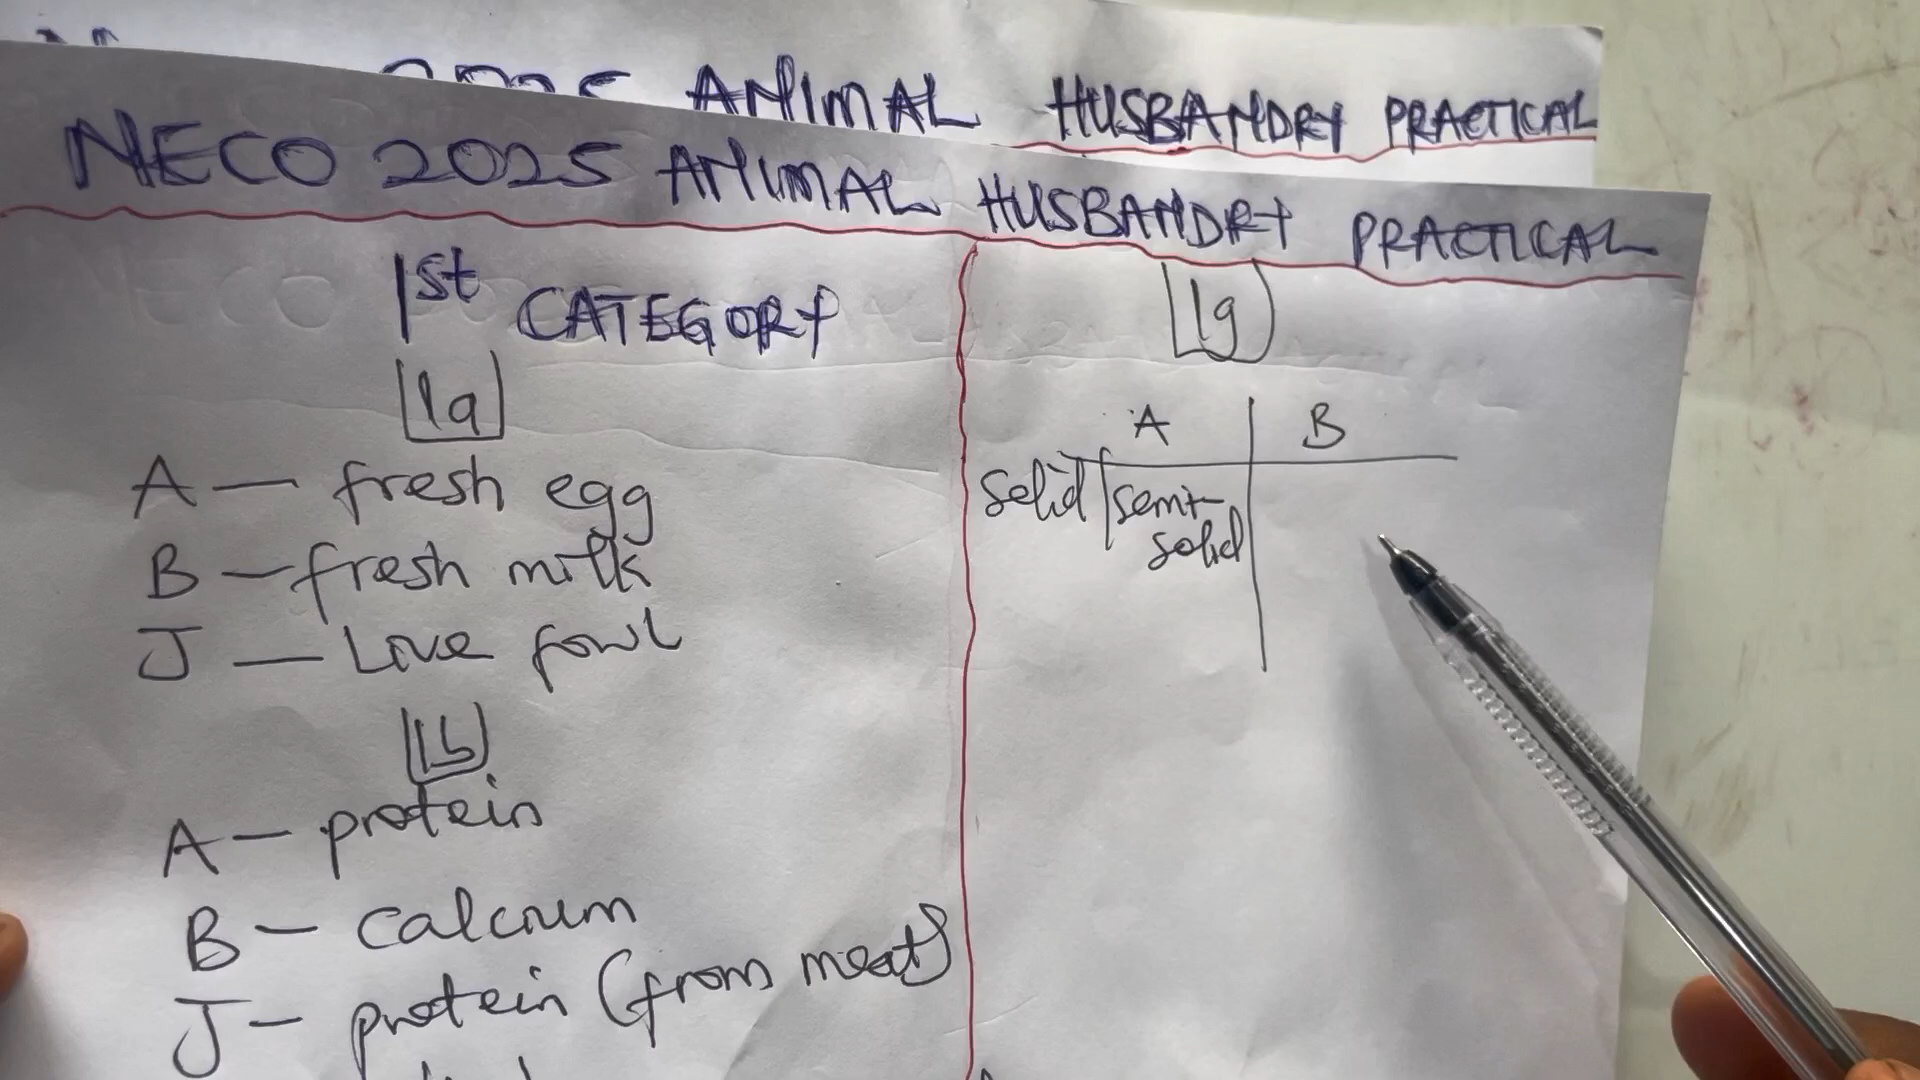 2025 ANIMAL HUSBANDRY PRACTICAL
NECO 2025 ANIMAL HUSBANDRY PRACTICAL
1st CATEGORY
1a
A — fresh egg
B — fresh milk
J — Live fowl
1b
A — protein
B — calcium
J — protein (from meat)
1g
A B
Solid / semi-
solid